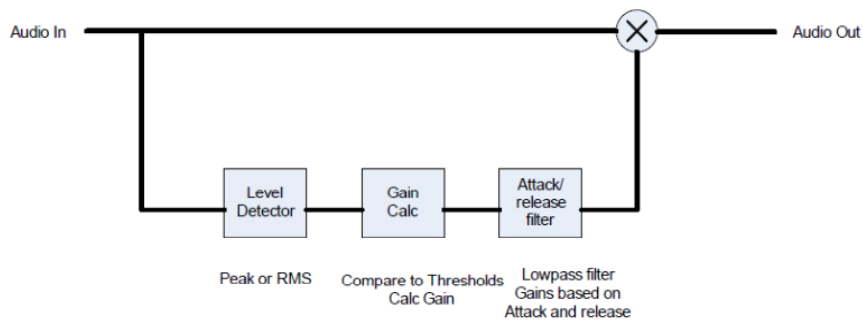 Audio In
Audio Out
Level
Detector
Gain
Calc
Attack/
release
filter
Peak or RMS
Compare to Thresholds
Calc Gain
Lowpass filter
Gains based on
Attack and release